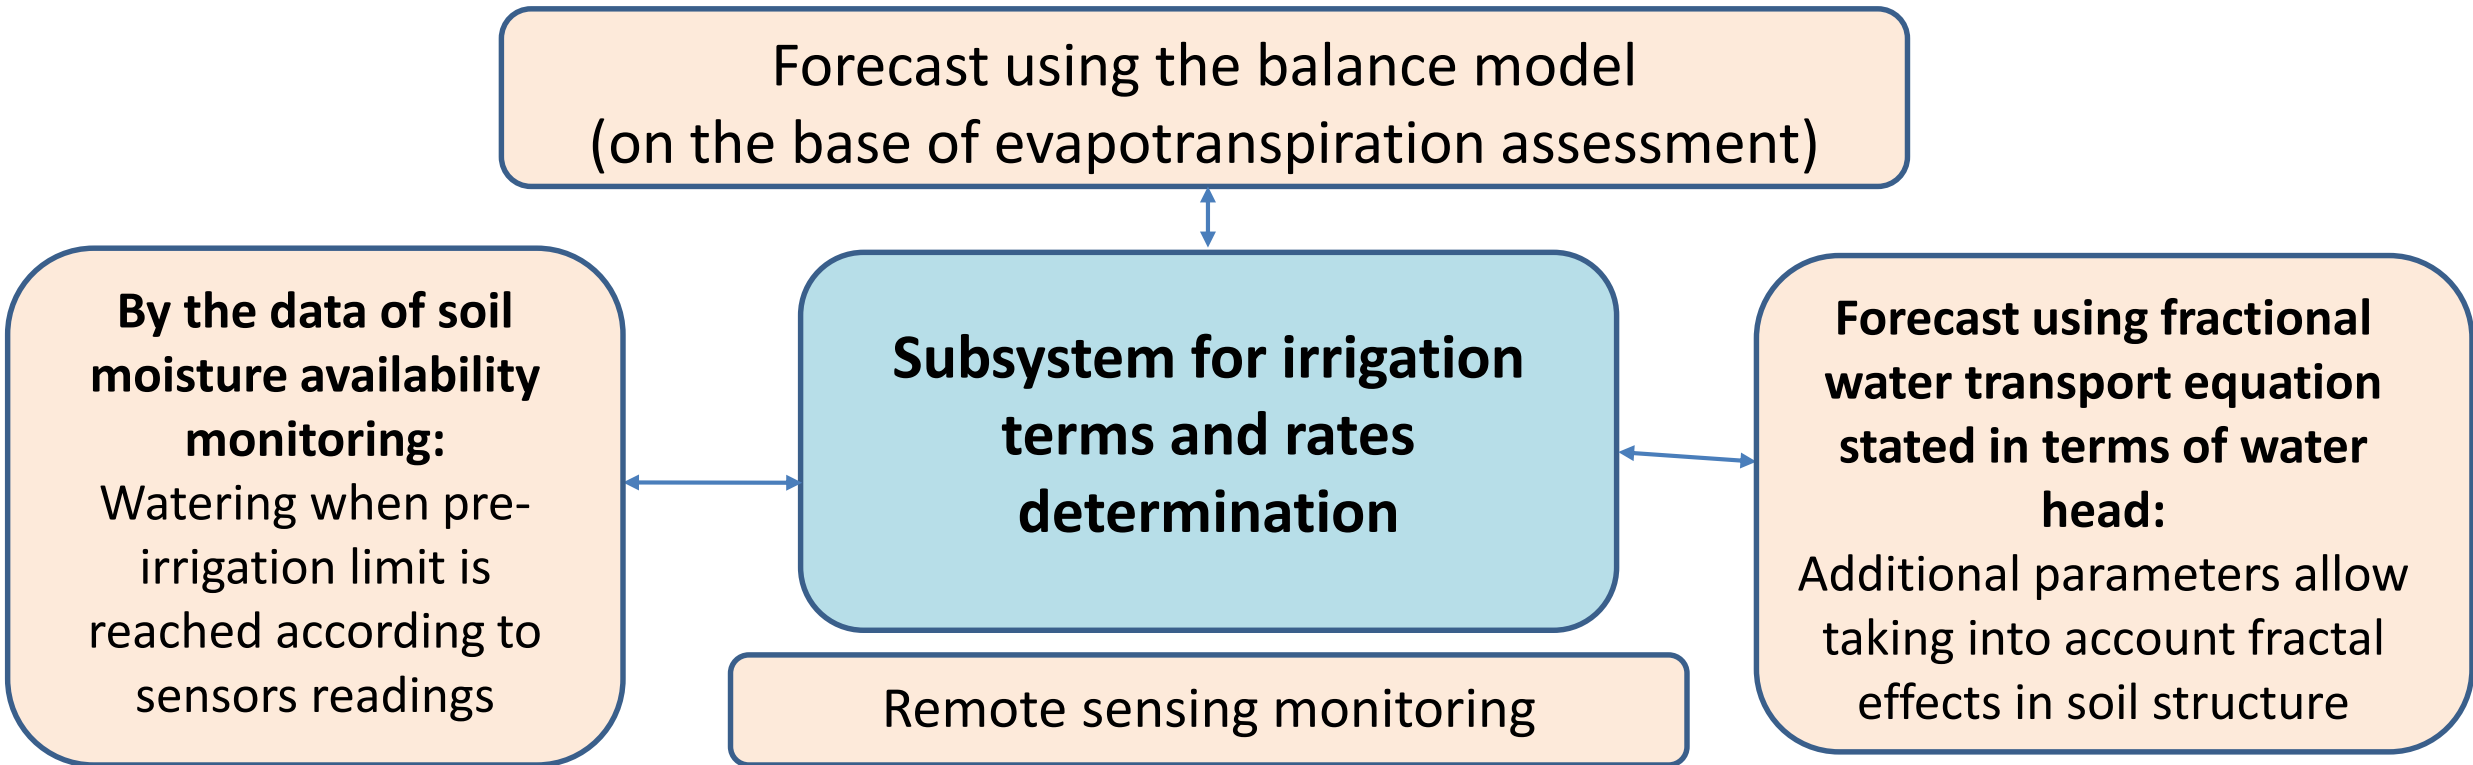 Forecast using the balance model
(on the base of evapotranspiration assessment)
By the data of soil
moisture availability
monitoring:
Watering when pre-
irrigation limit is
reached according to
sensors readings
Subsystem for irrigation
terms and rates
determination
Forecast using fractional
water transport equation
stated in terms of water
head:
Additional parameters allow
taking into account fractal
effects in soil structure
Remote sensing monitoring